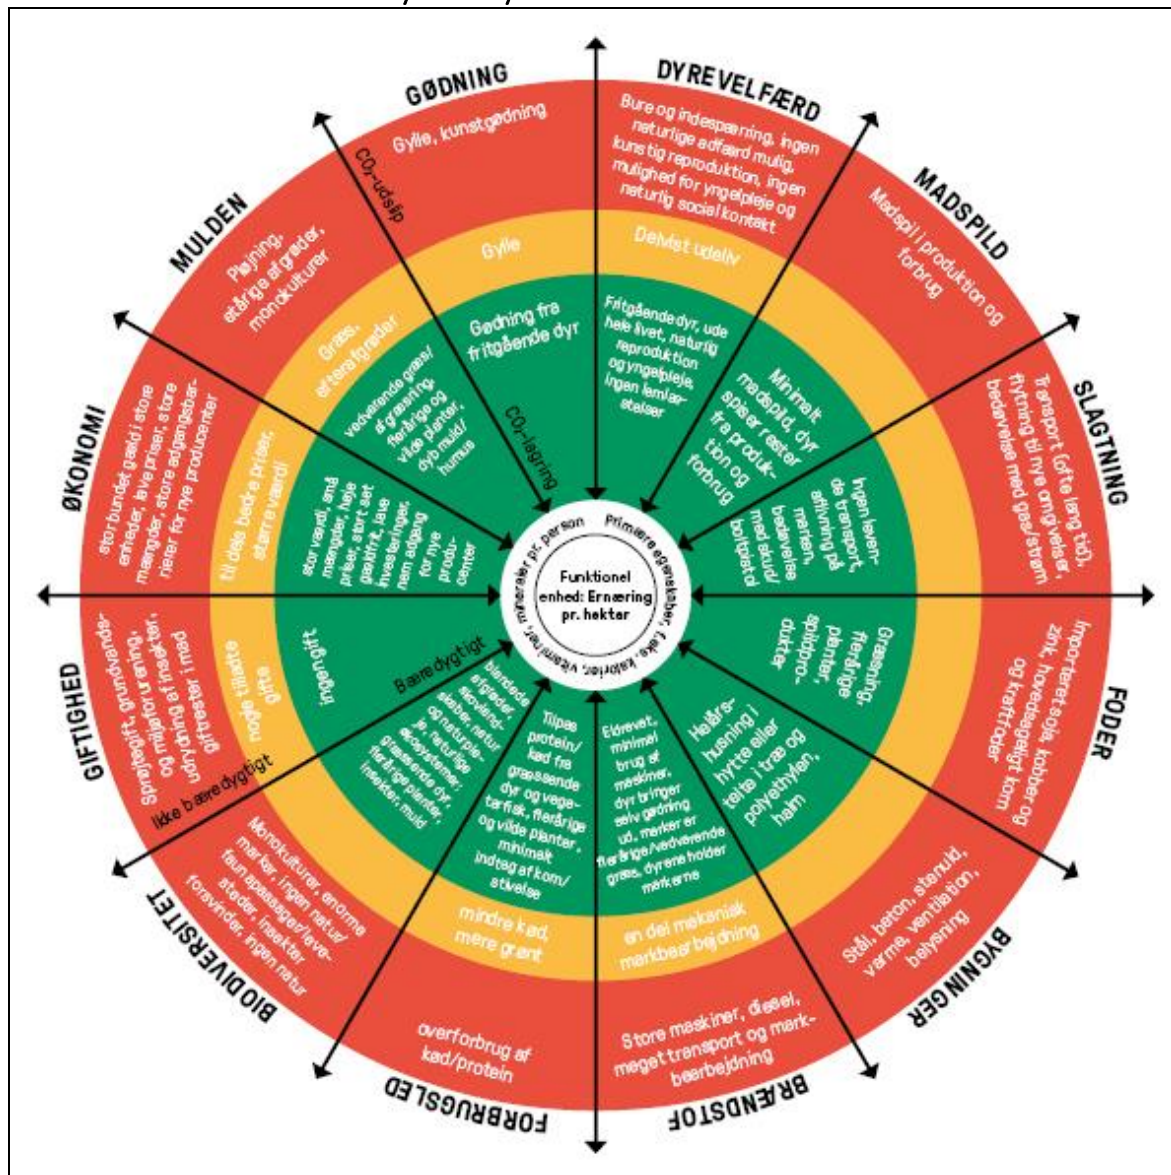 GØDNING
Gylle, kunstgødning
Gylle
Gødning fra
fritgående dyr
DYREVELFÆRD
Bure og indespærring, ingen
naturlige adfærd mulig,
kunstig reproduktion, ingen
mulighed for yngelpleje og
naturlig social kontakt
Delvist udeliv
Fritgående dyr, ude
hele livet, naturlig
reproduktion
og yngelpleje,
ingen lemlæ-
stelser
MADSPILD
Madspil i produktion og
forbrug
Minimalt
madspild, dyr
spiser rester
fra produk-
tion og
forbrug
SLAGTNING
Transport (ofte lang tid),
flytning til nye omgivelser,
bedøvelse med gas/strøm
Ingen leven-
de transport,
aflivning på
marken,
bedøvelse
med skud/
boltpistol
FODER
Importeret soja, kobber og
zink, hovedsageligt korn
og kraftfoder
Græsning,
flerårige
planter,
spildpro-
dukter
BYGNINGER
Stål, beton, stenuld,
varme, ventilation,
belysning
Helårs-
husning i
hytte eller
telte i træ og
polyethylen,
halm
BRÆNDSTOF
Store maskiner, diesel,
meget transport og mark-
bearbejdning
en del mekanisk
markbearbejdning
Eldrevet,
minimal
brug af
maskiner,
dyr bringer
selv gødning
ud, marker er
flerårige/vedværende
græs, dyrene holder
markerne
FORBRUGSLED
overforbrug af
kød/protein
mindre kød,
mere grønt
Tilpas
protein/
kød fra
græssende
dyr og vege-
tarfisk, flerårige
og vilde planter,
minimalt
indtag af korn/
stivelse
BIODIVERSITET
Monokulturer, enorme
marker, ingen natur/
faunapassager/leve-
steder, insekter
forsvinder, ingen natur
blandede
afgrøder,
skovland-
skaber, natur
og naturple-
je, naturlige
økosystemer;
græssende dyr,
flerårige planter,
insekter, muld
GIFTIGHED
Sprøjtegift, grundvands-
og miljøforurening,
udryddning af insekter,
giftrester i mad
nogle tilladte
gifte
ingen gift
ØKONOMI
stor bundet gæld i store
enheder, lave priser, store
mængder, store adgangsbar-
rierer for nye producenter
til dels bedre priser,
større værdi
stor værdi, små
mængder, høje
priser, stort set
gældfrit, lave
investeringer,
nem adgang
for nye
produ-
center
MULDEN
Pløjning,
etårige afgrøder,
monokulturer
Græs,
efterafgrøder
vedværende græs/
afgræsning,
flerårige og
vilde planter,
dyb muld/
humus
CO₂-udslip
CO₂-lagring
Bæredygtigt
Ikke bæredygtigt
Primære egenskaber, f.eks. kalorier, vitaminer, mineraler pr. person
Funktionel
enhed: Ernæring
pr. hektar